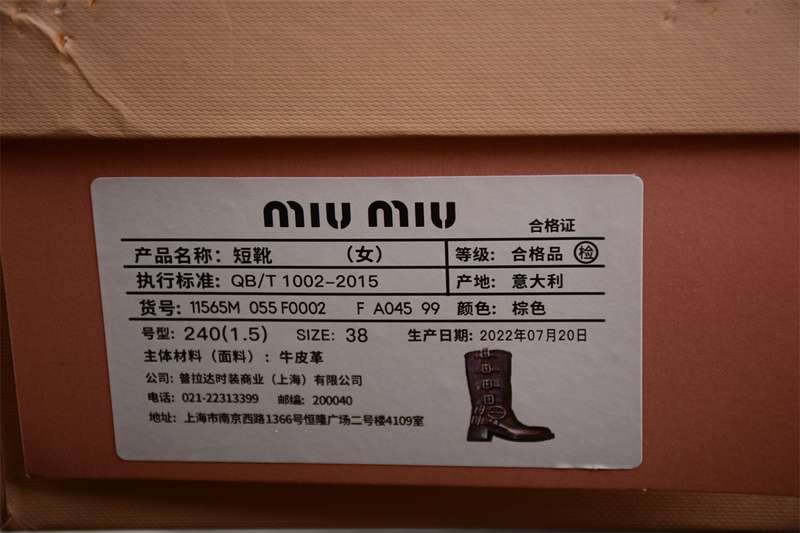 miu miu
合格证
产品名称: 短靴 (女) 等级: 合格品 检
执行标准: QB/T 1002-2015 产地: 意大利
货号: 11565M 055 F0002 F A045 99 颜色: 棕色
号型: 240(1.5) SIZE: 38 生产日期: 2022年07月20日
主体材料（面料）: 牛皮革
公司: 普拉达时装商业（上海）有限公司
电话: 021-22313399 邮编: 200040
地址: 上海市南京西路1366号恒隆广场二号楼4109室